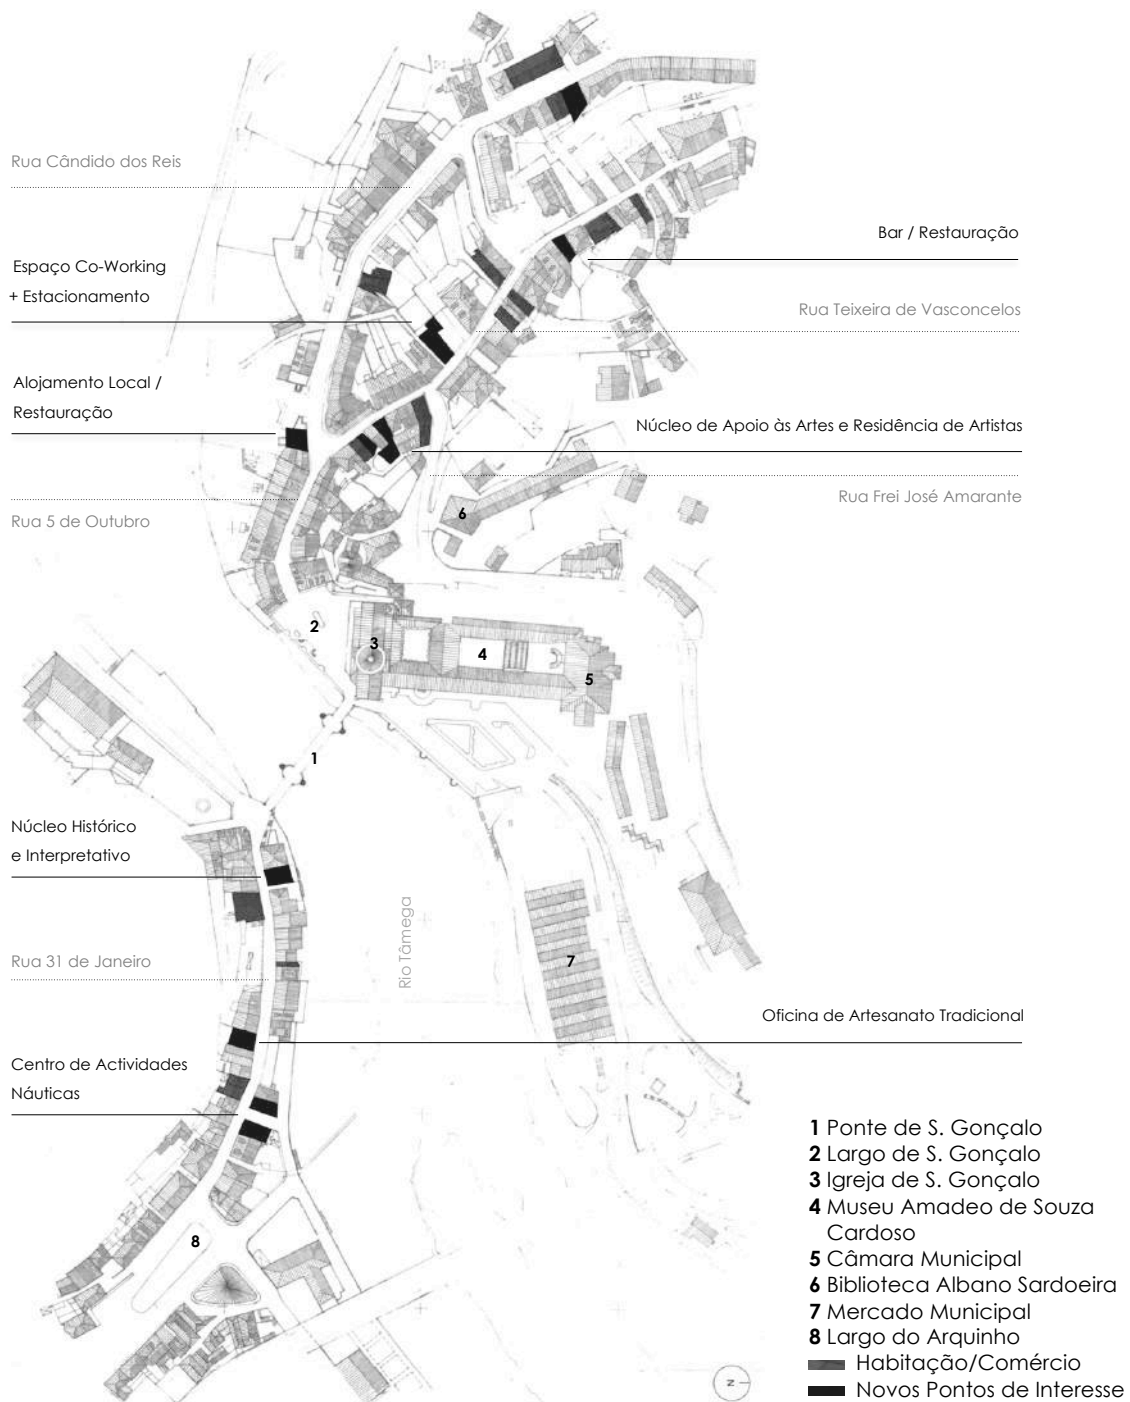 Rua Cândido dos Reis
Bar / Restauração
Espaço Co-Working
+ Estacionamento
Rua Teixeira de Vasconcelos
Alojamento Local /
Restauração
Núcleo de Apoio às Artes e Residência de Artistas
Rua Frei José Amarante
6
Rua 5 de Outubro
2
3
4
5
1
Núcleo Histórico
e Interpretativo
Rio Tâmega
Rua 31 de Janeiro
7
Oficina de Artesanato Tradicional
Centro de Actividades
Náuticas
8
1 Ponte de S. Gonçalo
2 Largo de S. Gonçalo
3 Igreja de S. Gonçalo
4 Museu Amadeo de Souza
Cardoso
5 Câmara Municipal
6 Biblioteca Albano Sardoeira
7 Mercado Municipal
8 Largo do Arquinho
Habitação/Comércio
Novos Pontos de Interesse
N